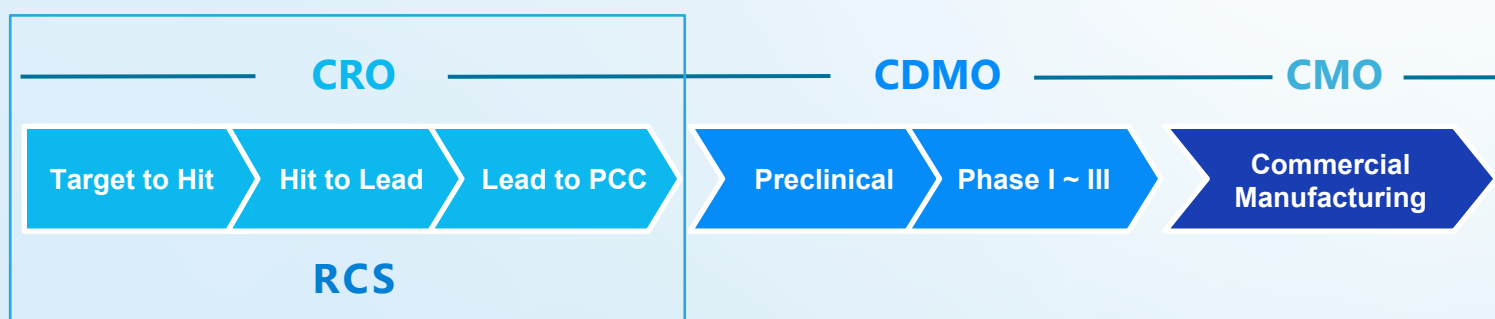 CRO
CDMO
CMO
Target to Hit
Hit to Lead
Lead to PCC
Preclinical
Phase I ~ III
Commercial
Manufacturing
RCS